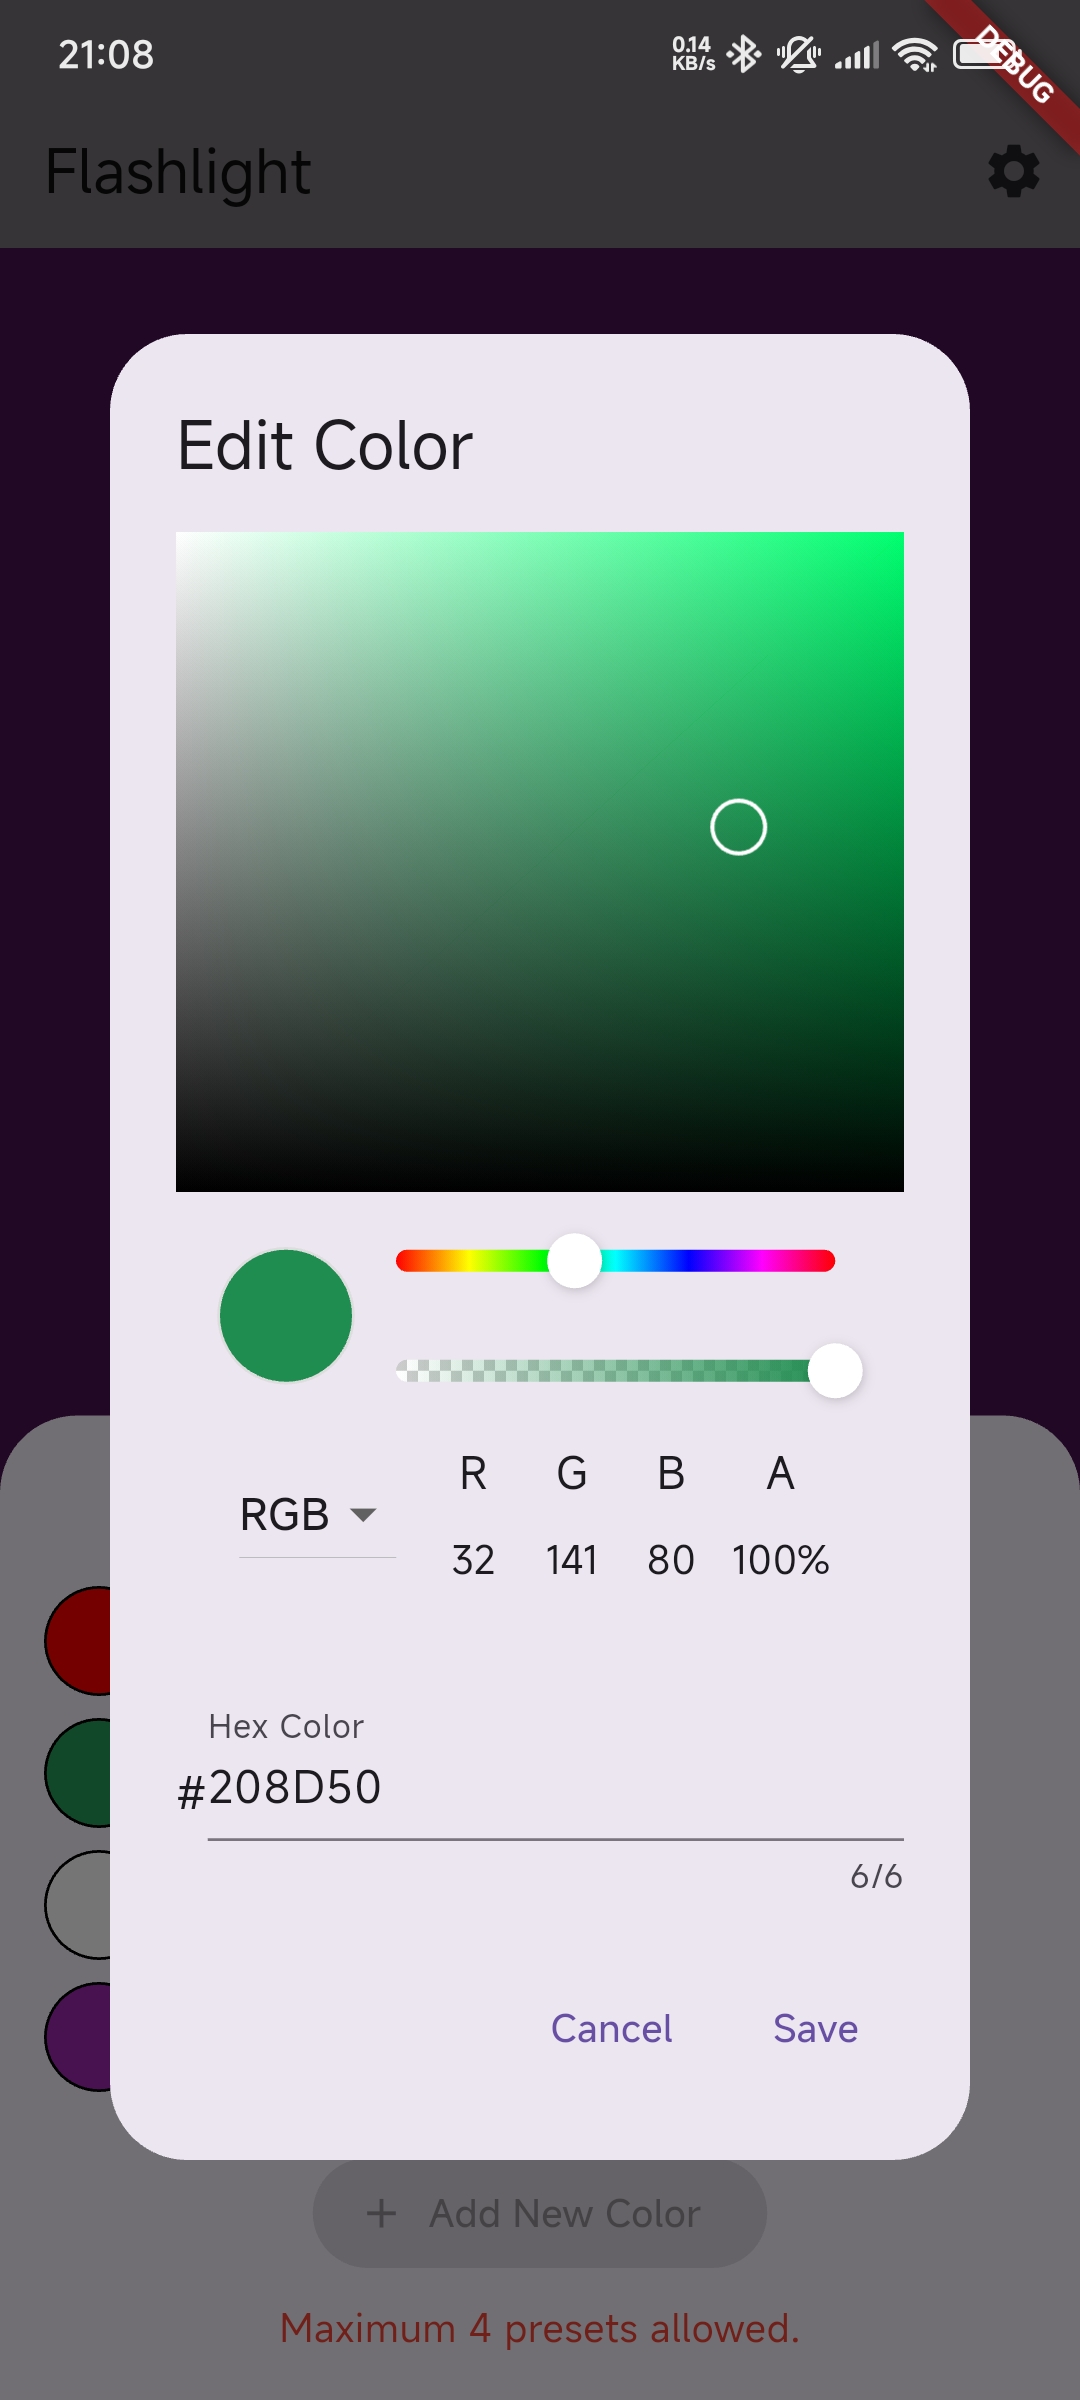 21:08
0.14
KB/s
DEBUG
Flashlight
Edit Color
R G B A
RGB
32 141 80 100%
Hex Color
#208D50
6/6
Cancel Save
+ Add New Color
Maximum 4 presets allowed.